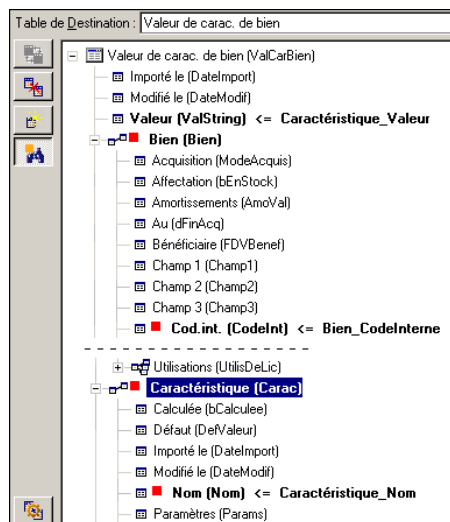 Table de Destination : Valeur de carac. de bien
Valeur de carac. de bien (ValCarBien)
Importé le (DateImport)
Modifié le (DateModif)
Valeur (ValString) <= Caractéristique_Valeur
Bien (Bien)
Acquisition (ModeAcquis)
Affectation (bEnStock)
Amortissements (AmoVal)
Au (dFinAcq)
Bénéficiaire (FDVBenef)
Champ 1 (Champ1)
Champ 2 (Champ2)
Champ 3 (Champ3)
Cod.int. (CodeInt) <= Bien_CodeInterne
Utilisations (UtilisDeLic)
Caractéristique (Carac)
Calculée (bCalculee)
Défaut (DefValeur)
Importé le (DateImport)
Modifié le (DateModif)
Nom (Nom) <= Caractéristique_Nom
Paramètres (Params)